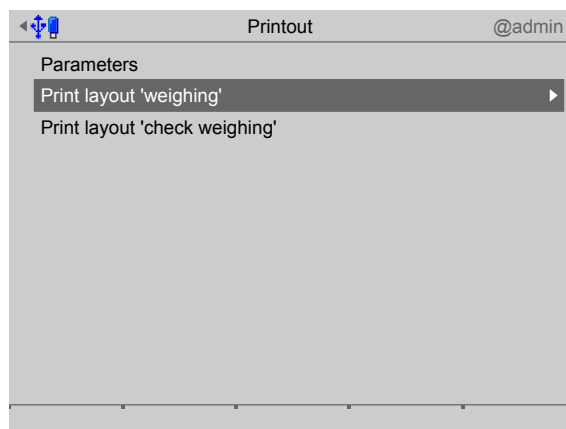 Printout @admin
Parameters
Print layout 'weighing'
Print layout 'check weighing'